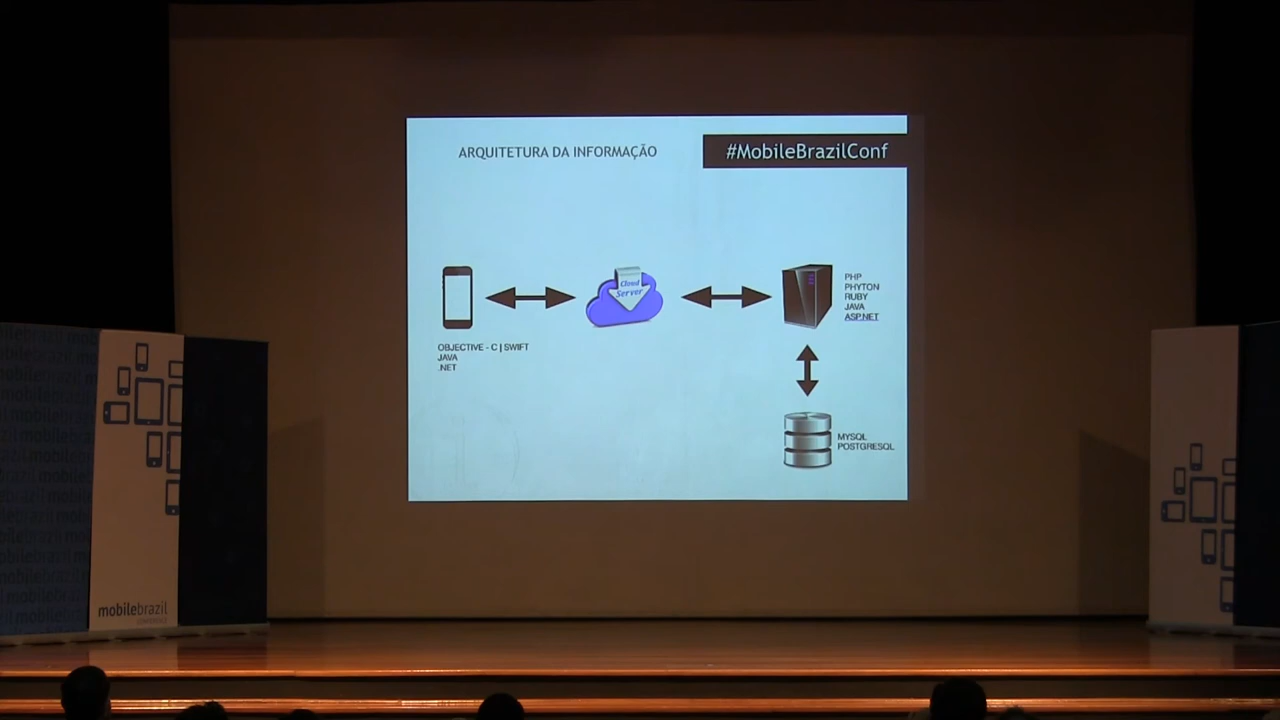 ARQUITETURA DA INFORMAÇÃO
#MobileBrazilConf
Cloud
Server
PHP
PHYTON
RUBY
JAVA
ASP.NET
OBJECTIVE - C | SWIFT
JAVA
.NET
MYSQL
POSTGRESQL
mobilebrazil
CONFERENCE